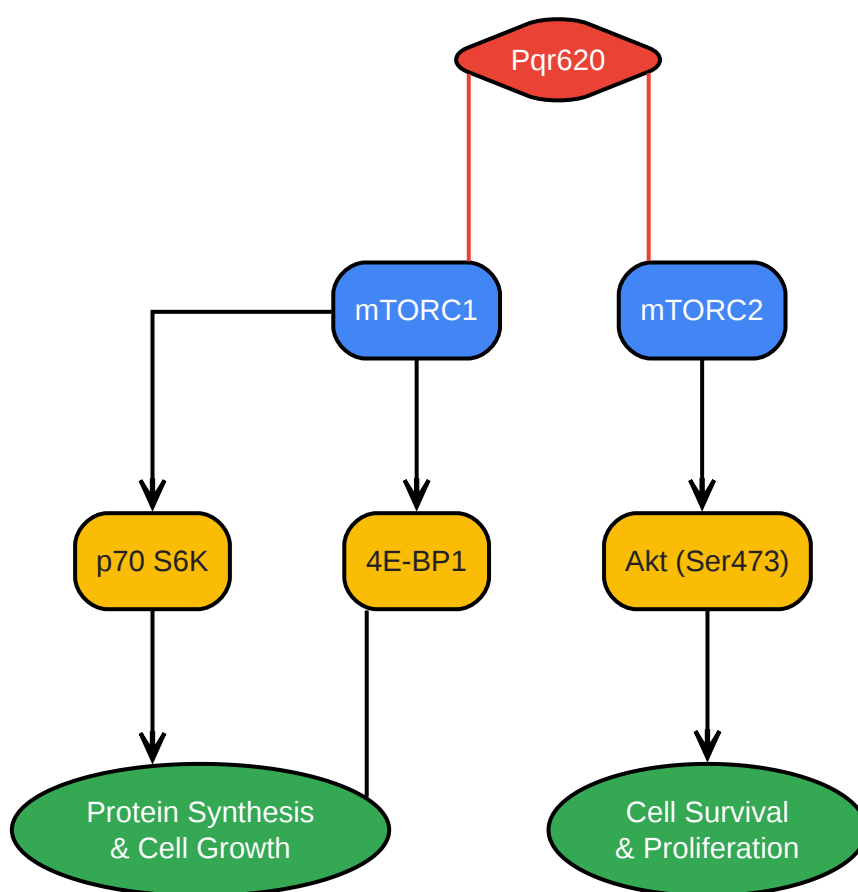 Pqr620
mTORC1
mTORC2
p70 S6K
4E-BP1
Akt (Ser473)
Protein Synthesis
& Cell Growth
Cell Survival
& Proliferation